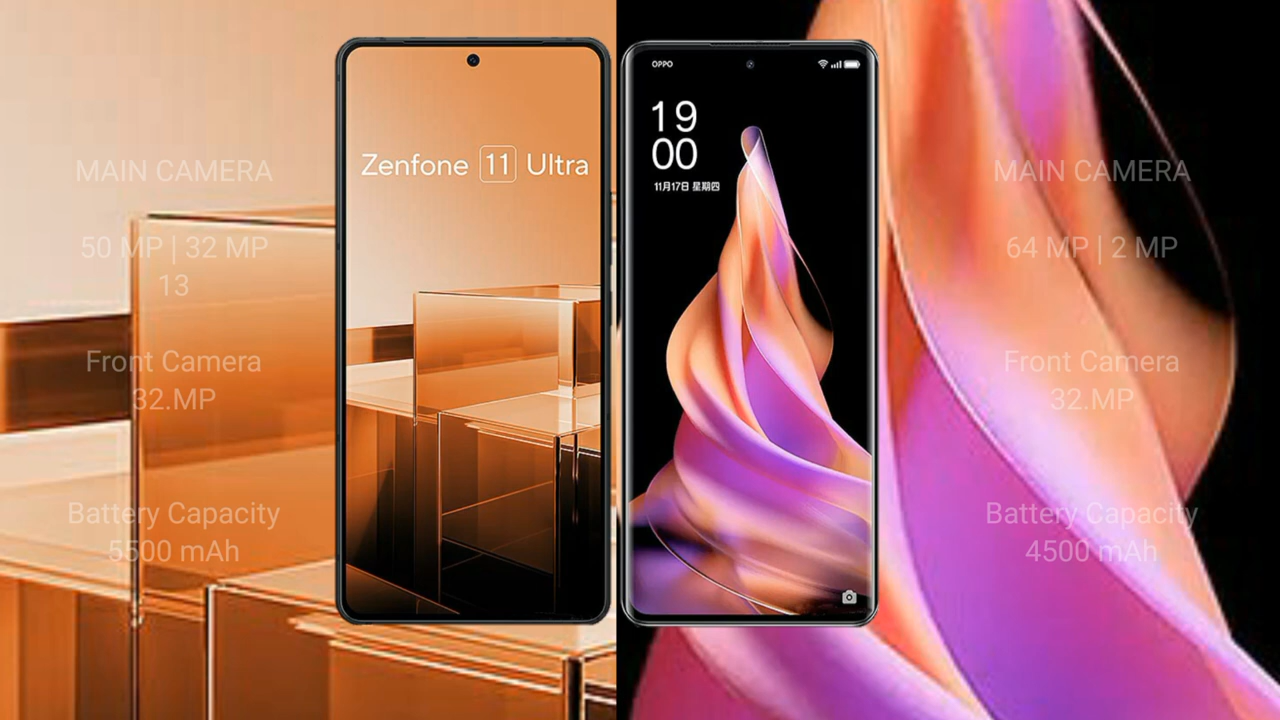 MAIN CAMERA
50 MP | 32 MP
13
Front Camera
32.MP
Battery Capacity
5500 mAh
Zenfone 11 Ultra
OPPO
19
00
11月17日 星期四
MAIN CAMERA
64 MP | 2 MP
Front Camera
32.MP
Battery Capacity
4500 mAh